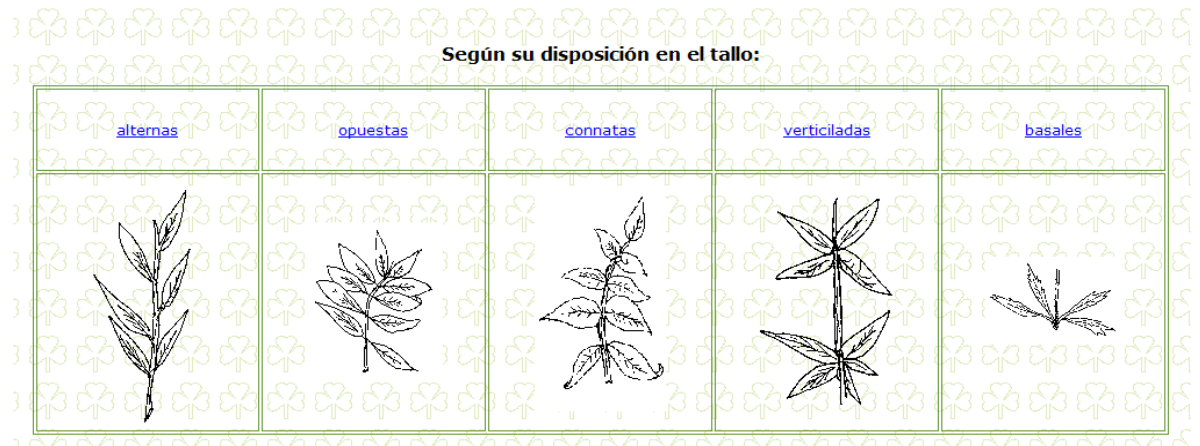 Según su disposición en el tallo:
alternas opuestas connatas verticiladas basales